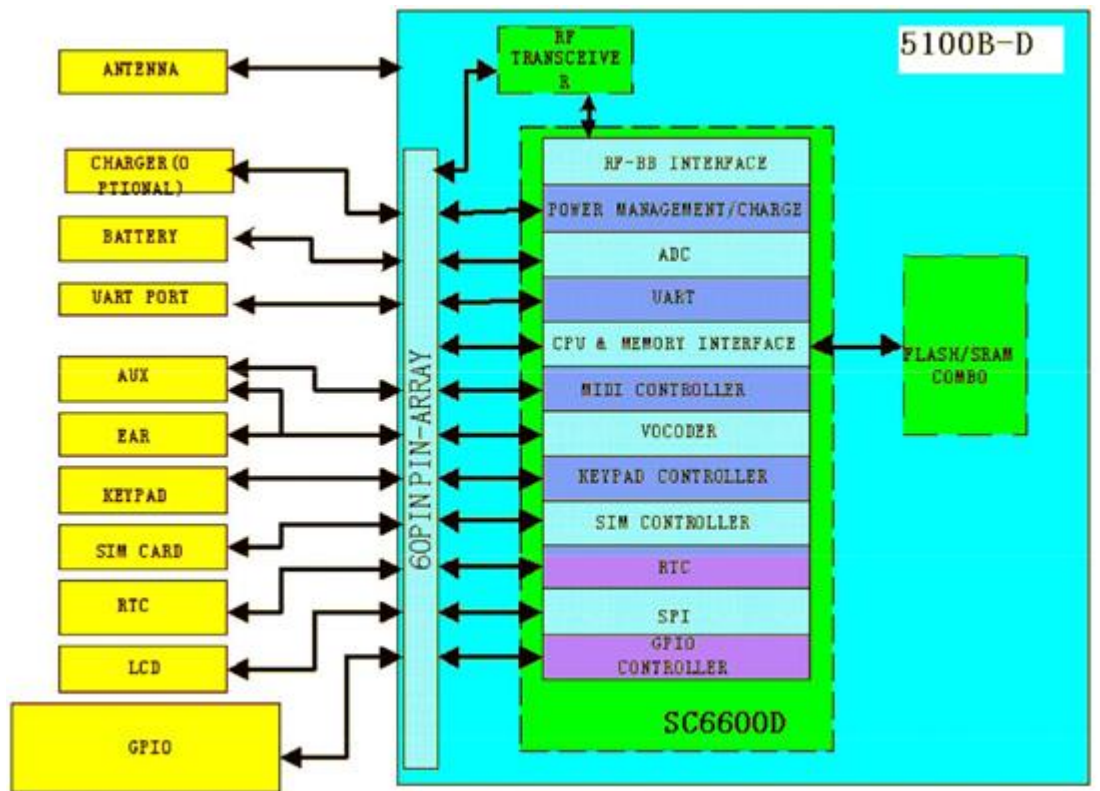 5100B-D
RF
TRANSCEIVE
R
ANTENNA
CHARGER(O
PTIONAL)
BATTERY
UART PORT
AUX
EAR
KEYPAD
SIM CARD
RTC
LCD
GPIO
60PIN PIN-ARRAY
RF-BB INTERFACE
POWER MANAGEMENT/CHARGE
ADC
UART
CPU & MEMORY INTERFACE
MIDI CONTROLLER
VOCODER
KEYPAD CONTROLLER
SIM CONTROLLER
RTC
SPI
GPIO
CONTROLLER
SC6600D
FLASH/SRAM
COMBO